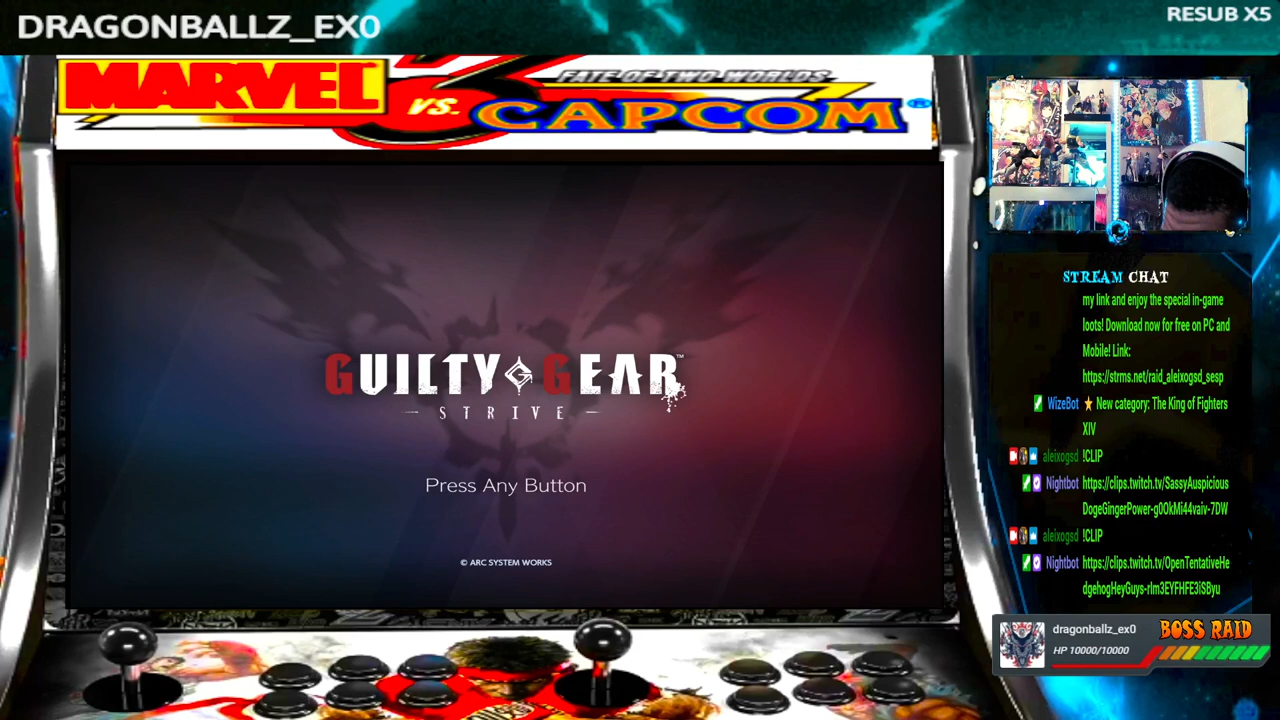 DRAGONBALLZ_EX0
RESUB X5
MARVEL VS. CAPCOM®
3
FATE OF TWO WORLDS
GUILTY GEAR™
STRIVE
Press Any Button
© ARC SYSTEM WORKS
STREAM CHAT
my link and enjoy the special in-game
loots! Download now for free on PC and
Mobile! Link:
https://strms.net/raid_aleixogsd_sesp
WizeBot ⭐ New category: The King of Fighters
XIV
aleixogsd !CLIP
Nightbot https://clips.twitch.tv/SassyAuspicious
DogeGingerPower-g0OkMi44vaiv-7DW
aleixogsd !CLIP
Nightbot https://clips.twitch.tv/OpenTentativeHe
dgehogHeyGuys-rIm3EYFHFE3iSByu
dragonballz_ex0
BOSS RAID
HP 10000/10000